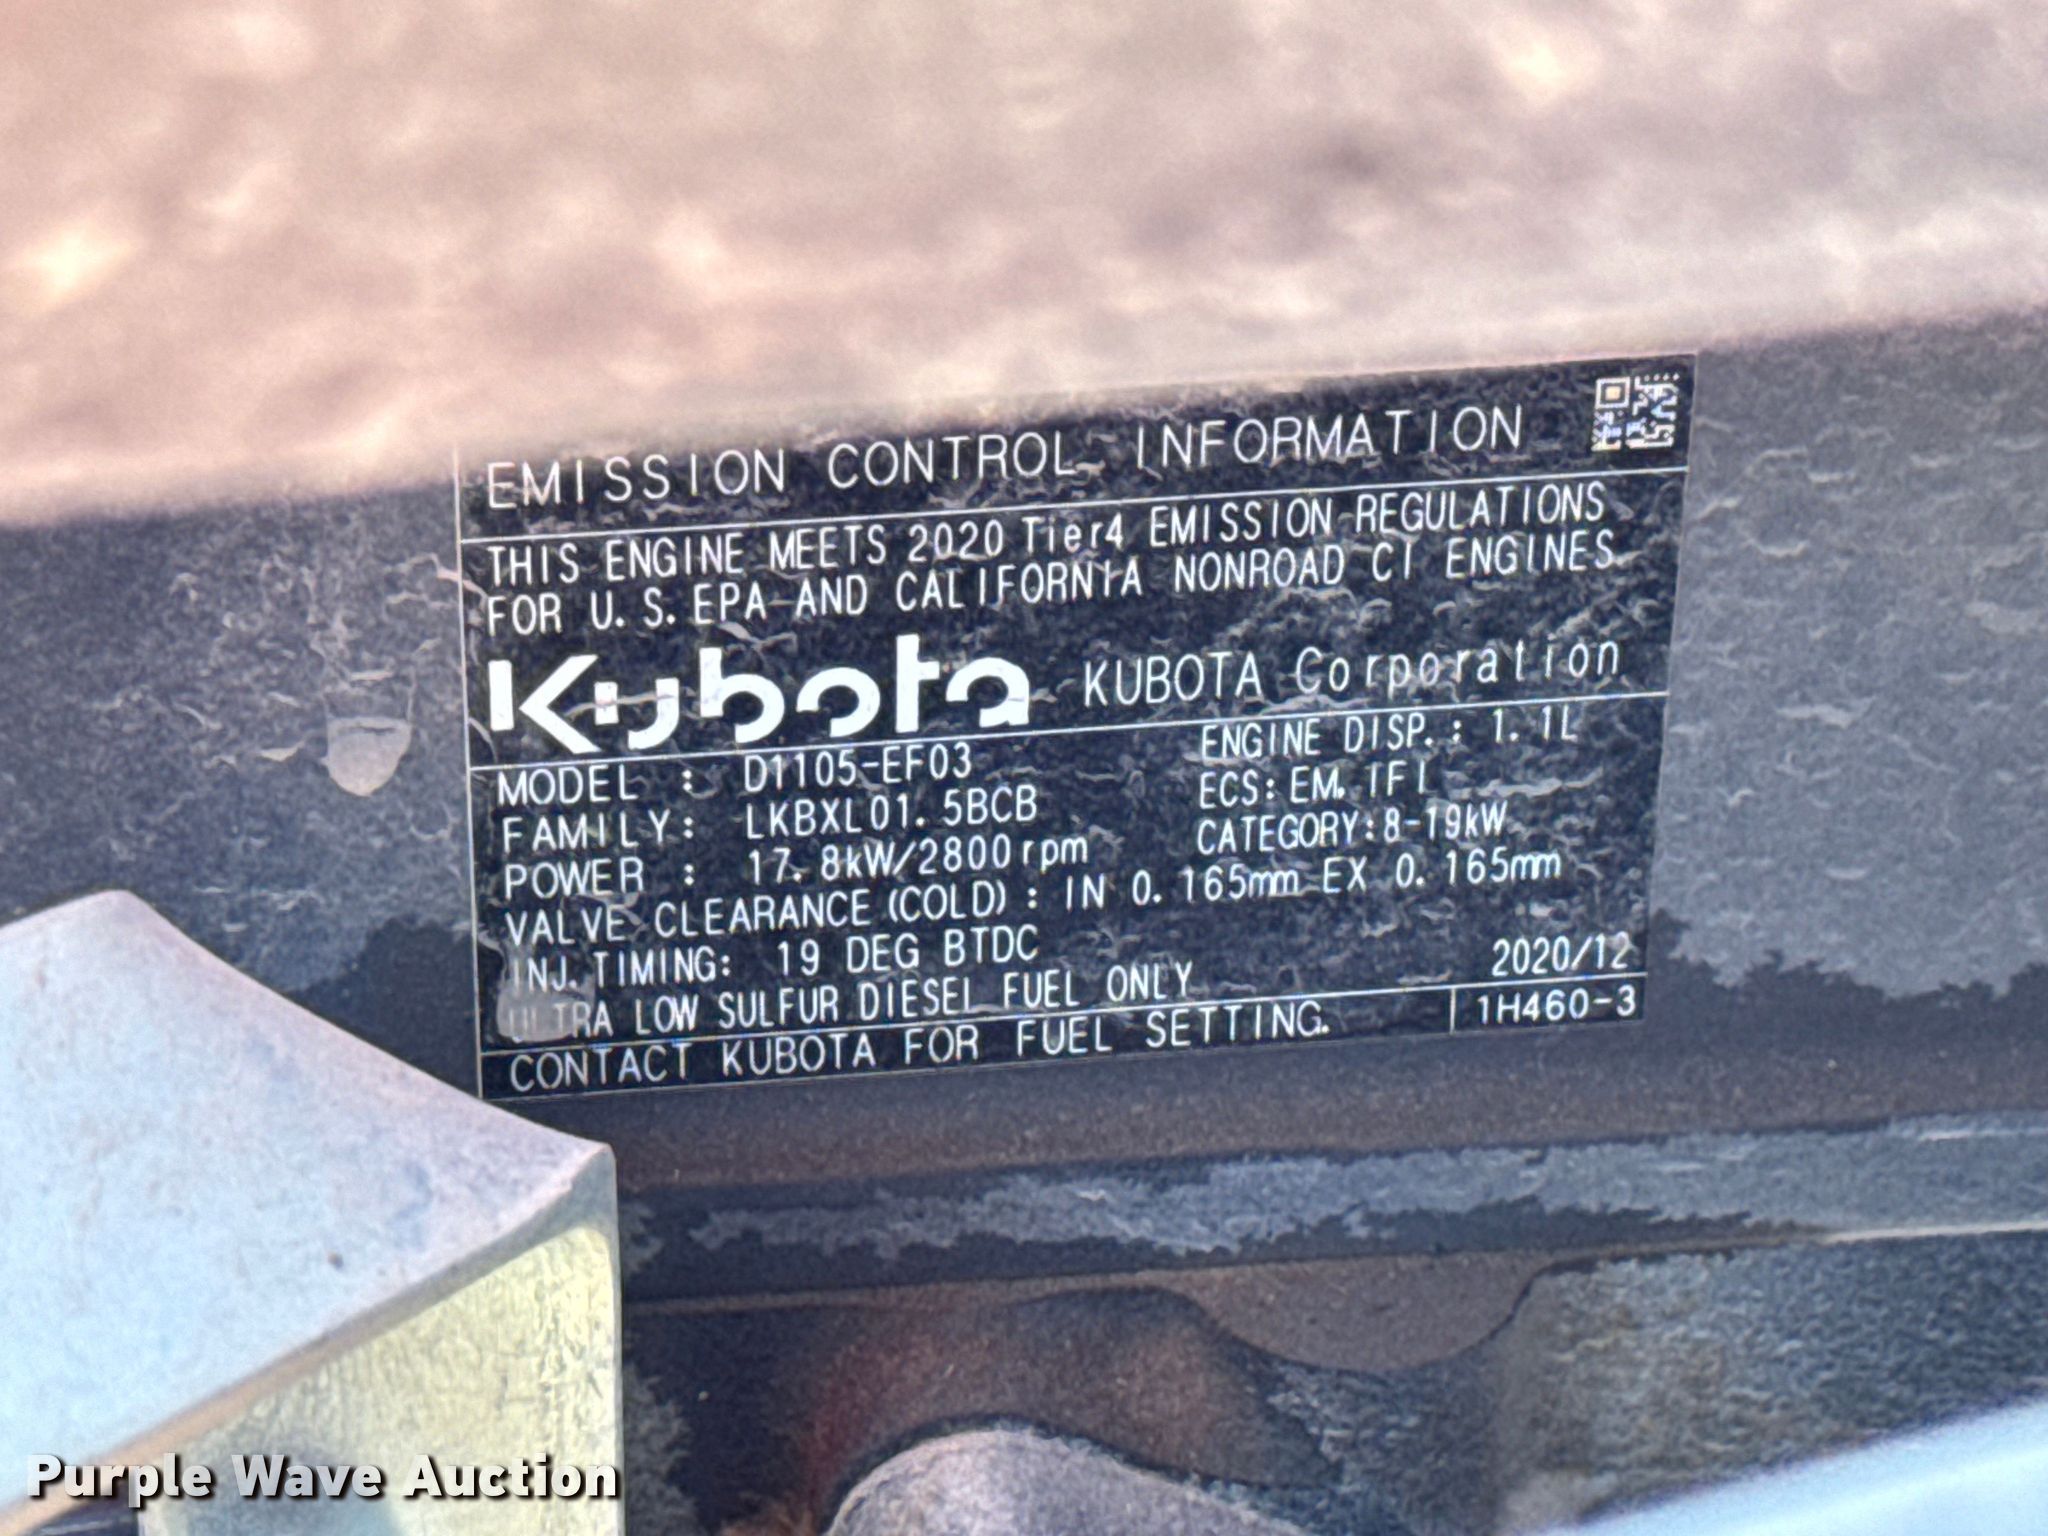 EMISSION CONTROL INFORMATION
THIS ENGINE MEETS 2020 Tier4 EMISSION REGULATIONS
FOR U.S. EPA AND CALIFORNIA NONROAD CI ENGINES.
Kubota KUBOTA Corporation
MODEL : D1105-EF03 ENGINE DISP. : 1.1L
FAMILY : LKBXL01.5BCB ECS: EM, IFI
POWER : 17.8kW/2800rpm CATEGORY:8-19kW
VALVE CLEARANCE (COLD) : IN 0.165mm EX 0.165mm
INJ. TIMING: 19 DEG BTDC
ULTRA LOW SULFUR DIESEL FUEL ONLY 2020/12
CONTACT KUBOTA FOR FUEL SETTING. 1H460-3
Purple Wave Auction